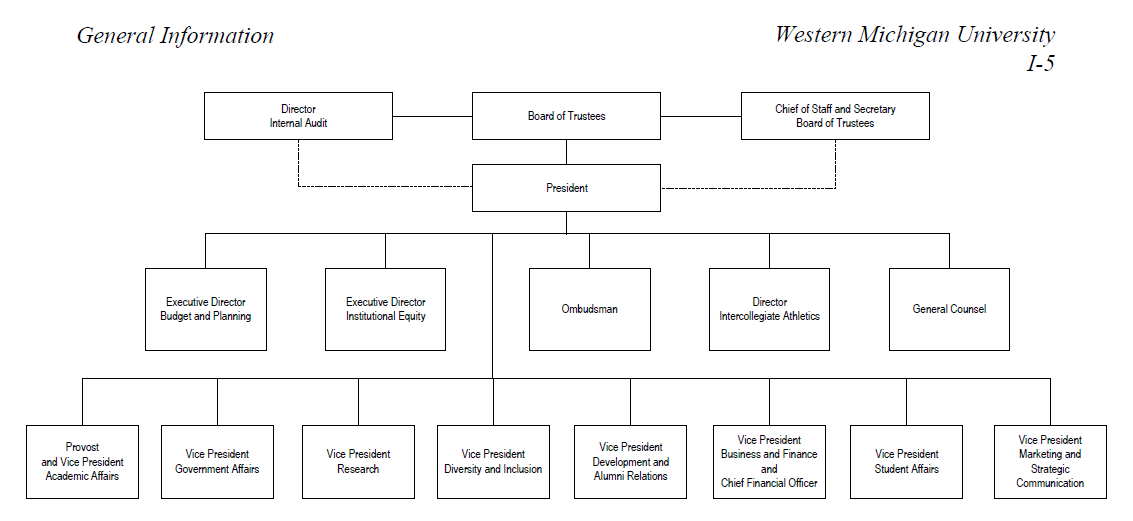 General Information
Western Michigan University
I-5
Director
Internal Audit
Board of Trustees
Chief of Staff and Secretary
Board of Trustees
President
Executive Director
Budget and Planning
Executive Director
Institutional Equity
Ombudsman
Director
Intercollegiate Athletics
General Counsel
Provost
and Vice President
Academic Affairs
Vice President
Government Affairs
Vice President
Research
Vice President
Diversity and Inclusion
Vice President
Development and
Alumni Relations
Vice President
Business and Finance
and
Chief Financial Officer
Vice President
Student Affairs
Vice President
Marketing and
Strategic
Communication